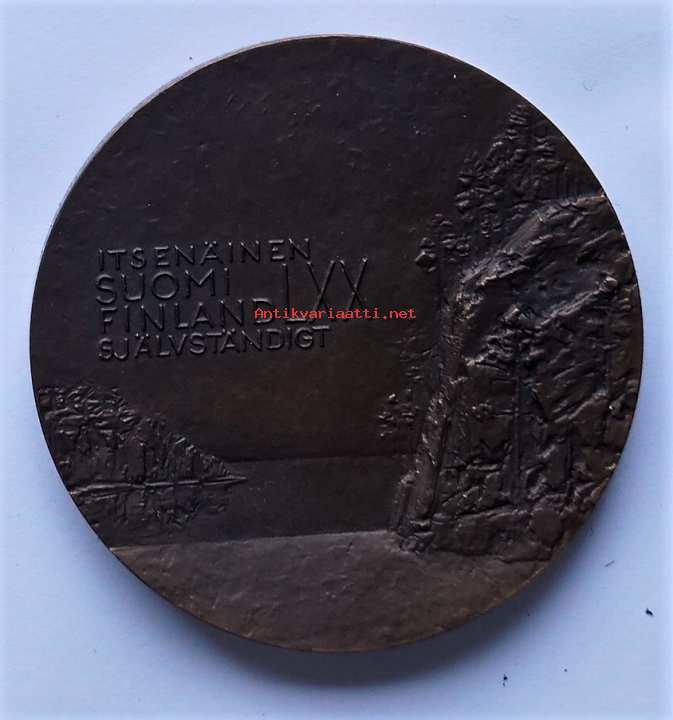 ITSENÄINEN
SUOMI LXX
FINLAND
SJÄLVSTÄNDIGT
Antikvariaatti.net